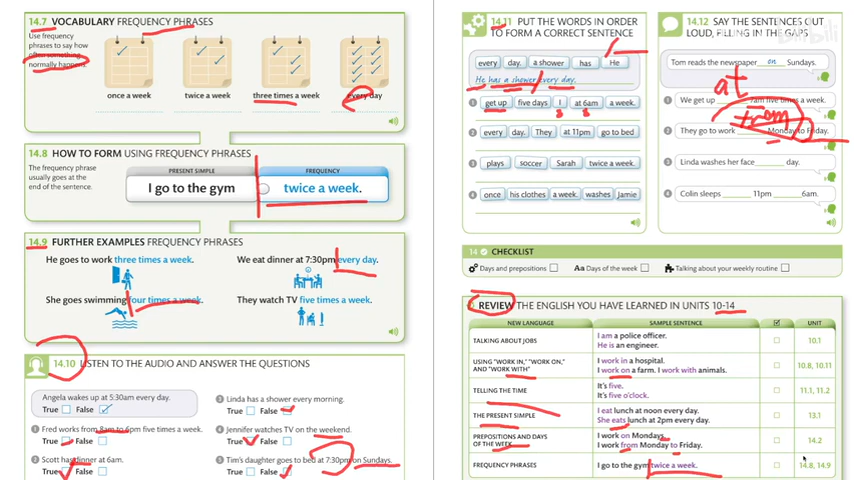 14.7 VOCABULARY FREQUENCY PHRASES
Use frequency
phrases to say how
often something
normally happens.
once a week
twice a week
three times a week
every day
14.8 HOW TO FORM USING FREQUENCY PHRASES
The frequency phrase
usually goes at the
end of the sentence.
PRESENT SIMPLE
FREQUENCY
I go to the gym
twice a week.
14.9 FURTHER EXAMPLES FREQUENCY PHRASES
He goes to work three times a week.
We eat dinner at 7:30pm every day.
She goes swimming four times a week.
They watch TV five times a week.
14.10 LISTEN TO THE AUDIO AND ANSWER THE QUESTIONS
Angela wakes up at 5:30am every day.
True False
1 Fred works from 8am to 6pm five times a week.
True False
2 Scott has dinner at 6am.
True False
3 Linda has a shower every morning.
True False
4 Jennifer watches TV on the weekend.
True False
5 Tim's daughter goes to bed at 7:30pm on Sundays.
True False
14.11 PUT THE WORDS IN ORDER
TO FORM A CORRECT SENTENCE
every day. a shower has He
He has a shower every day.
1 get up five days I at 6am a week.
2 every day. They at 11pm go to bed
3 plays soccer Sarah twice a week.
4 once his clothes a week. washes Jamie
14.12 SAY THE SENTENCES OUT
LOUD, FILLING IN THE GAPS
bilibili
Tom reads the newspaper on Sundays.
at
1 We get up 7am five times a week.
from
2 They go to work Monday to Friday.
3 Linda washes her face day.
4 Colin sleeps 11pm 6am.
14 CHECKLIST
Days and prepositions
Aa Days of the week
Talking about your weekly routine
REVIEW THE ENGLISH YOU HAVE LEARNED IN UNITS 10-14
NEW LANGUAGE SAMPLE SENTENCE UNIT
TALKING ABOUT JOBS
I am a police officer.
He is an engineer.
10.1
USING "WORK IN," "WORK ON,"
AND "WORK WITH"
I work in a hospital.
I work on a farm. I work with animals.
10.8, 10.11
TELLING THE TIME
It's five.
It's five o'clock.
11.1, 11.2
THE PRESENT SIMPLE
I eat lunch at noon every day.
She eats lunch at 2pm every day.
13.1
PREPOSITIONS AND DAYS
OF THE WEEK
I work on Mondays.
I work from Monday to Friday.
14.2
FREQUENCY PHRASES
I go to the gym twice a week.
14.8, 14.9